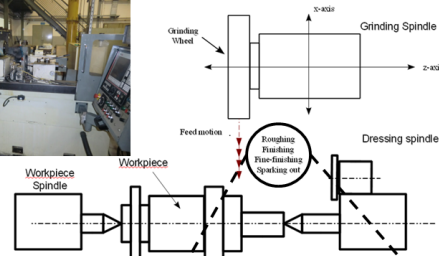 x-axis
Grinding
Wheel
Grinding Spindle
z-axi
Feed motion
Roughing
Finishing
Fine-finishing
Sparking out
Dressing spindle
Workpiece
Workpiece
Spindle